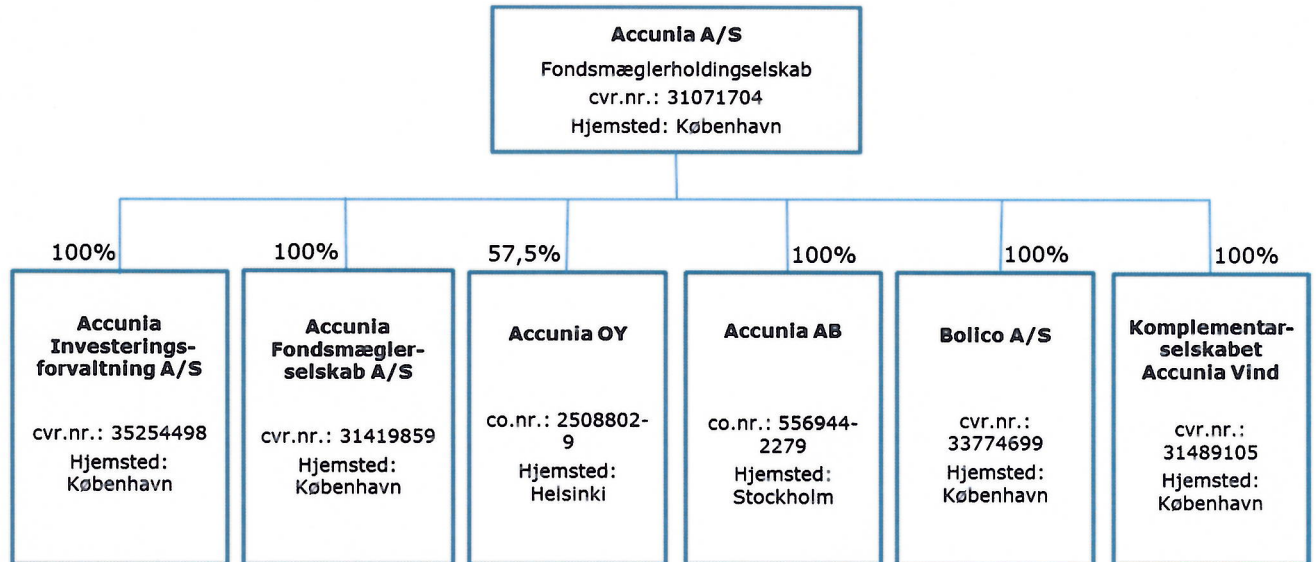 Accunia A/S
Fondsmæglerholdingselskab
cvr.nr.: 31071704
Hjemsted: København
100%
100%
57,5%
100%
100%
100%
Accunia
Investerings-
forvaltning A/S
cvr.nr.: 35254498
Hjemsted:
København
Accunia
Fondsmægler-
selskab A/S
cvr.nr.: 31419859
Hjemsted:
København
Accunia OY
co.nr.: 2508802-
9
Hjemsted:
Helsinki
Accunia AB
co.nr.: 556944-
2279
Hjemsted:
Stockholm
Bolico A/S
cvr.nr.:
33774699
Hjemsted:
København
Komplementar-
selskabet
Accunia Vind
cvr.nr.:
31489105
Hjemsted:
København